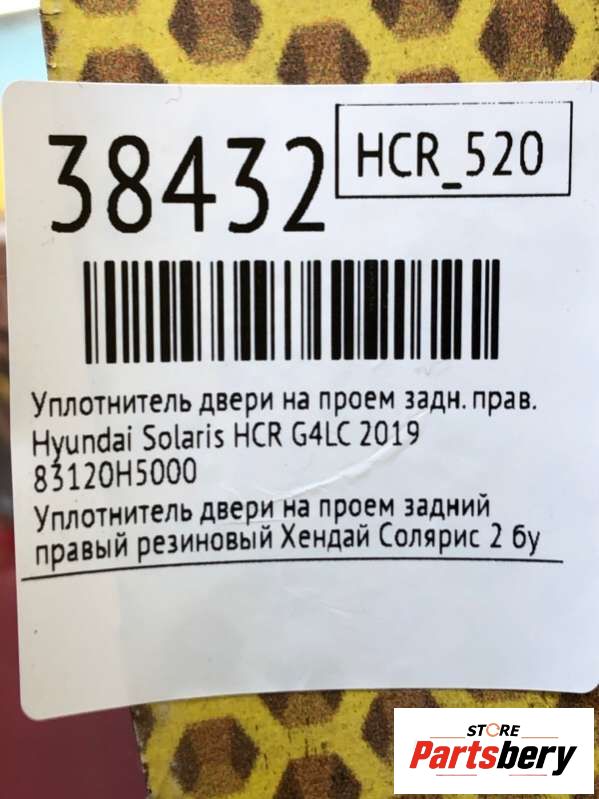 38432
HCR_520
Уплотнитель двери на проем задн. прав.
Hyundai Solaris HCR G4LC 2019
83120H5000
Уплотнитель двери на проем задний
правый резиновый Хендай Солярис 2 бу
STORE
Partsbery